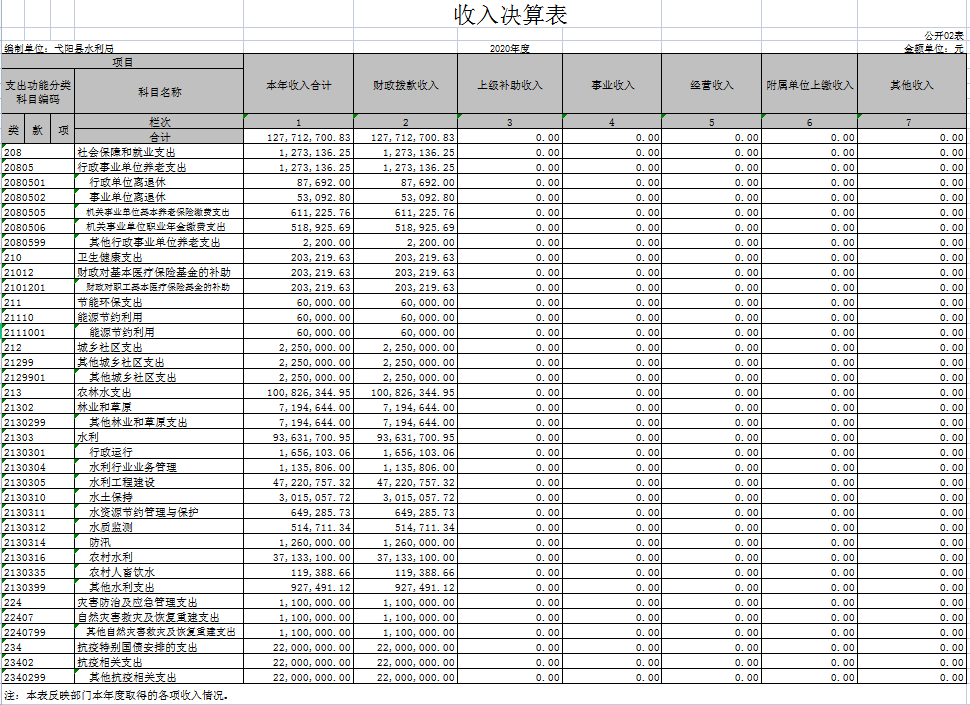 收入决算表
公开02表
编制单位：弋阳县水利局 2020年度 金额单位：元
项目 本年收入合计 财政拨款收入 上级补助收入 事业收入 经营收入 附属单位上缴收入 其他收入
支出功能分类科目编码 科目名称
类 款 项 栏次 1 2 3 4 5 6 7
合计 127,712,700.83 127,712,700.83 0.00 0.00 0.00 0.00 0.00
208 社会保障和就业支出 1,273,136.25 1,273,136.25 0.00 0.00 0.00 0.00 0.00
20805 行政事业单位养老支出 1,273,136.25 1,273,136.25 0.00 0.00 0.00 0.00 0.00
2080501 行政单位离退休 87,692.00 87,692.00 0.00 0.00 0.00 0.00 0.00
2080502 事业单位离退休 53,092.80 53,092.80 0.00 0.00 0.00 0.00 0.00
2080505 机关事业单位基本养老保险缴费支出 611,225.76 611,225.76 0.00 0.00 0.00 0.00 0.00
2080506 机关事业单位职业年金缴费支出 518,925.69 518,925.69 0.00 0.00 0.00 0.00 0.00
2080599 其他行政事业单位养老支出 2,200.00 2,200.00 0.00 0.00 0.00 0.00 0.00
210 卫生健康支出 203,219.63 203,219.63 0.00 0.00 0.00 0.00 0.00
21012 财政对基本医疗保险基金的补助 203,219.63 203,219.63 0.00 0.00 0.00 0.00 0.00
2101201 财政对职工基本医疗保险基金的补助 203,219.63 203,219.63 0.00 0.00 0.00 0.00 0.00
211 节能环保支出 60,000.00 60,000.00 0.00 0.00 0.00 0.00 0.00
21110 能源节约利用 60,000.00 60,000.00 0.00 0.00 0.00 0.00 0.00
2111001 能源节约利用 60,000.00 60,000.00 0.00 0.00 0.00 0.00 0.00
212 城乡社区支出 2,250,000.00 2,250,000.00 0.00 0.00 0.00 0.00 0.00
21299 其他城乡社区支出 2,250,000.00 2,250,000.00 0.00 0.00 0.00 0.00 0.00
2129901 其他城乡社区支出 2,250,000.00 2,250,000.00 0.00 0.00 0.00 0.00 0.00
213 农林水支出 100,826,344.95 100,826,344.95 0.00 0.00 0.00 0.00 0.00
21302 林业和草原 7,194,644.00 7,194,644.00 0.00 0.00 0.00 0.00 0.00
2130299 其他林业和草原支出 7,194,644.00 7,194,644.00 0.00 0.00 0.00 0.00 0.00
21303 水利 93,631,700.95 93,631,700.95 0.00 0.00 0.00 0.00 0.00
2130301 行政运行 1,656,103.06 1,656,103.06 0.00 0.00 0.00 0.00 0.00
2130304 水利行业业务管理 1,135,806.00 1,135,806.00 0.00 0.00 0.00 0.00 0.00
2130305 水利工程建设 47,220,757.32 47,220,757.32 0.00 0.00 0.00 0.00 0.00
2130310 水土保持 3,015,057.72 3,015,057.72 0.00 0.00 0.00 0.00 0.00
2130311 水资源节约管理与保护 649,285.73 649,285.73 0.00 0.00 0.00 0.00 0.00
2130312 水质监测 514,711.34 514,711.34 0.00 0.00 0.00 0.00 0.00
2130314 防汛 1,260,000.00 1,260,000.00 0.00 0.00 0.00 0.00 0.00
2130316 农村水利 37,133,100.00 37,133,100.00 0.00 0.00 0.00 0.00 0.00
2130335 农村人畜饮水 119,388.66 119,388.66 0.00 0.00 0.00 0.00 0.00
2130399 其他水利支出 927,491.12 927,491.12 0.00 0.00 0.00 0.00 0.00
224 灾害防治及应急管理支出 1,100,000.00 1,100,000.00 0.00 0.00 0.00 0.00 0.00
22407 自然灾害救灾及恢复重建支出 1,100,000.00 1,100,000.00 0.00 0.00 0.00 0.00 0.00
2240799 其他自然灾害救灾及恢复重建支出 1,100,000.00 1,100,000.00 0.00 0.00 0.00 0.00 0.00
234 抗疫特别国债安排的支出 22,000,000.00 22,000,000.00 0.00 0.00 0.00 0.00 0.00
23402 抗疫相关支出 22,000,000.00 22,000,000.00 0.00 0.00 0.00 0.00 0.00
2340299 其他抗疫相关支出 22,000,000.00 22,000,000.00 0.00 0.00 0.00 0.00 0.00
注：本表反映部门本年度取得的各项收入情况。